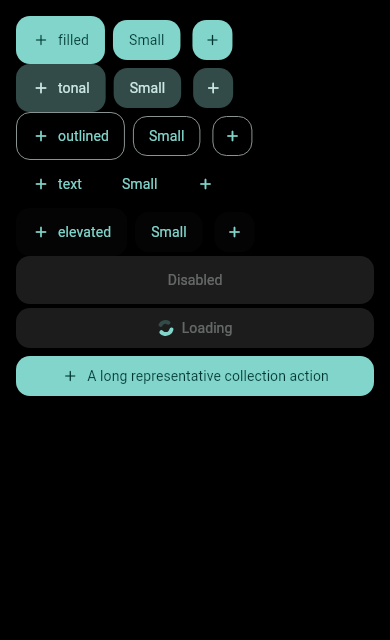 filled Small
tonal Small
outlined Small
text Small
elevated Small
Disabled
Loading
A long representative collection action